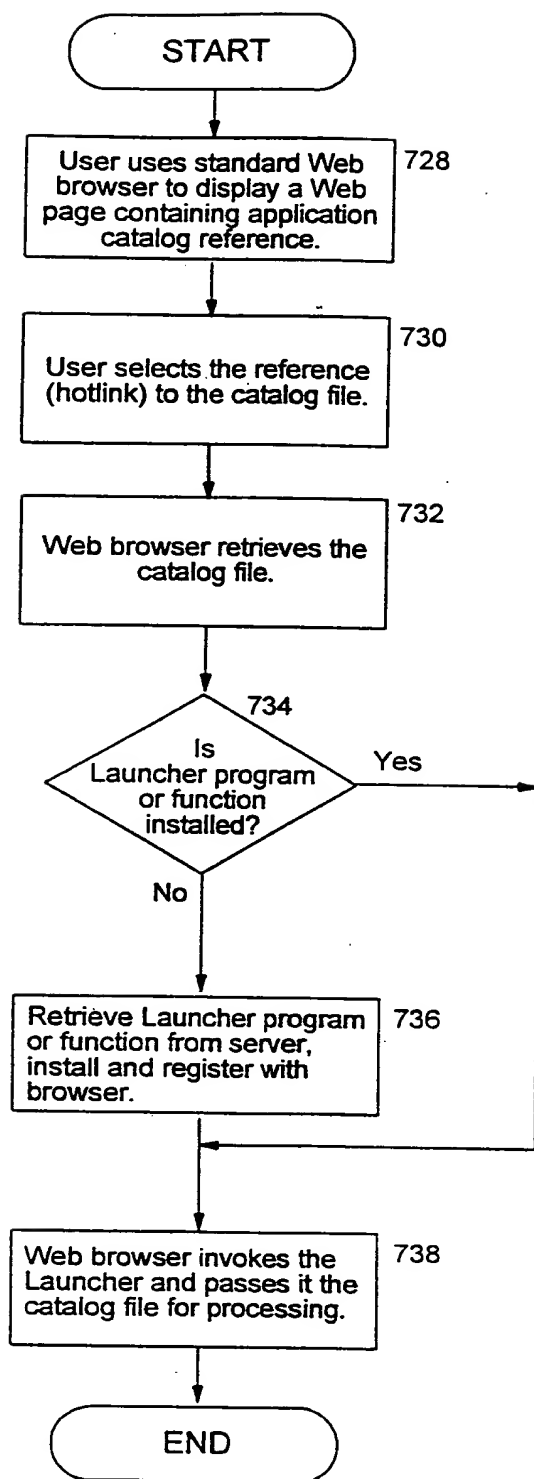 START
User uses standard Web
browser to display a Web
page containing application
catalog reference.
728
User selects the reference
(hotlink) to the catalog file.
730
Web browser retrieves the
catalog file.
732
734
Is
Launcher program
or function
installed?
Yes
No
Retrieve Launcher program
or function from server,
install and register with
browser.
736
Web browser invokes the
Launcher and passes it the
catalog file for processing.
738
END